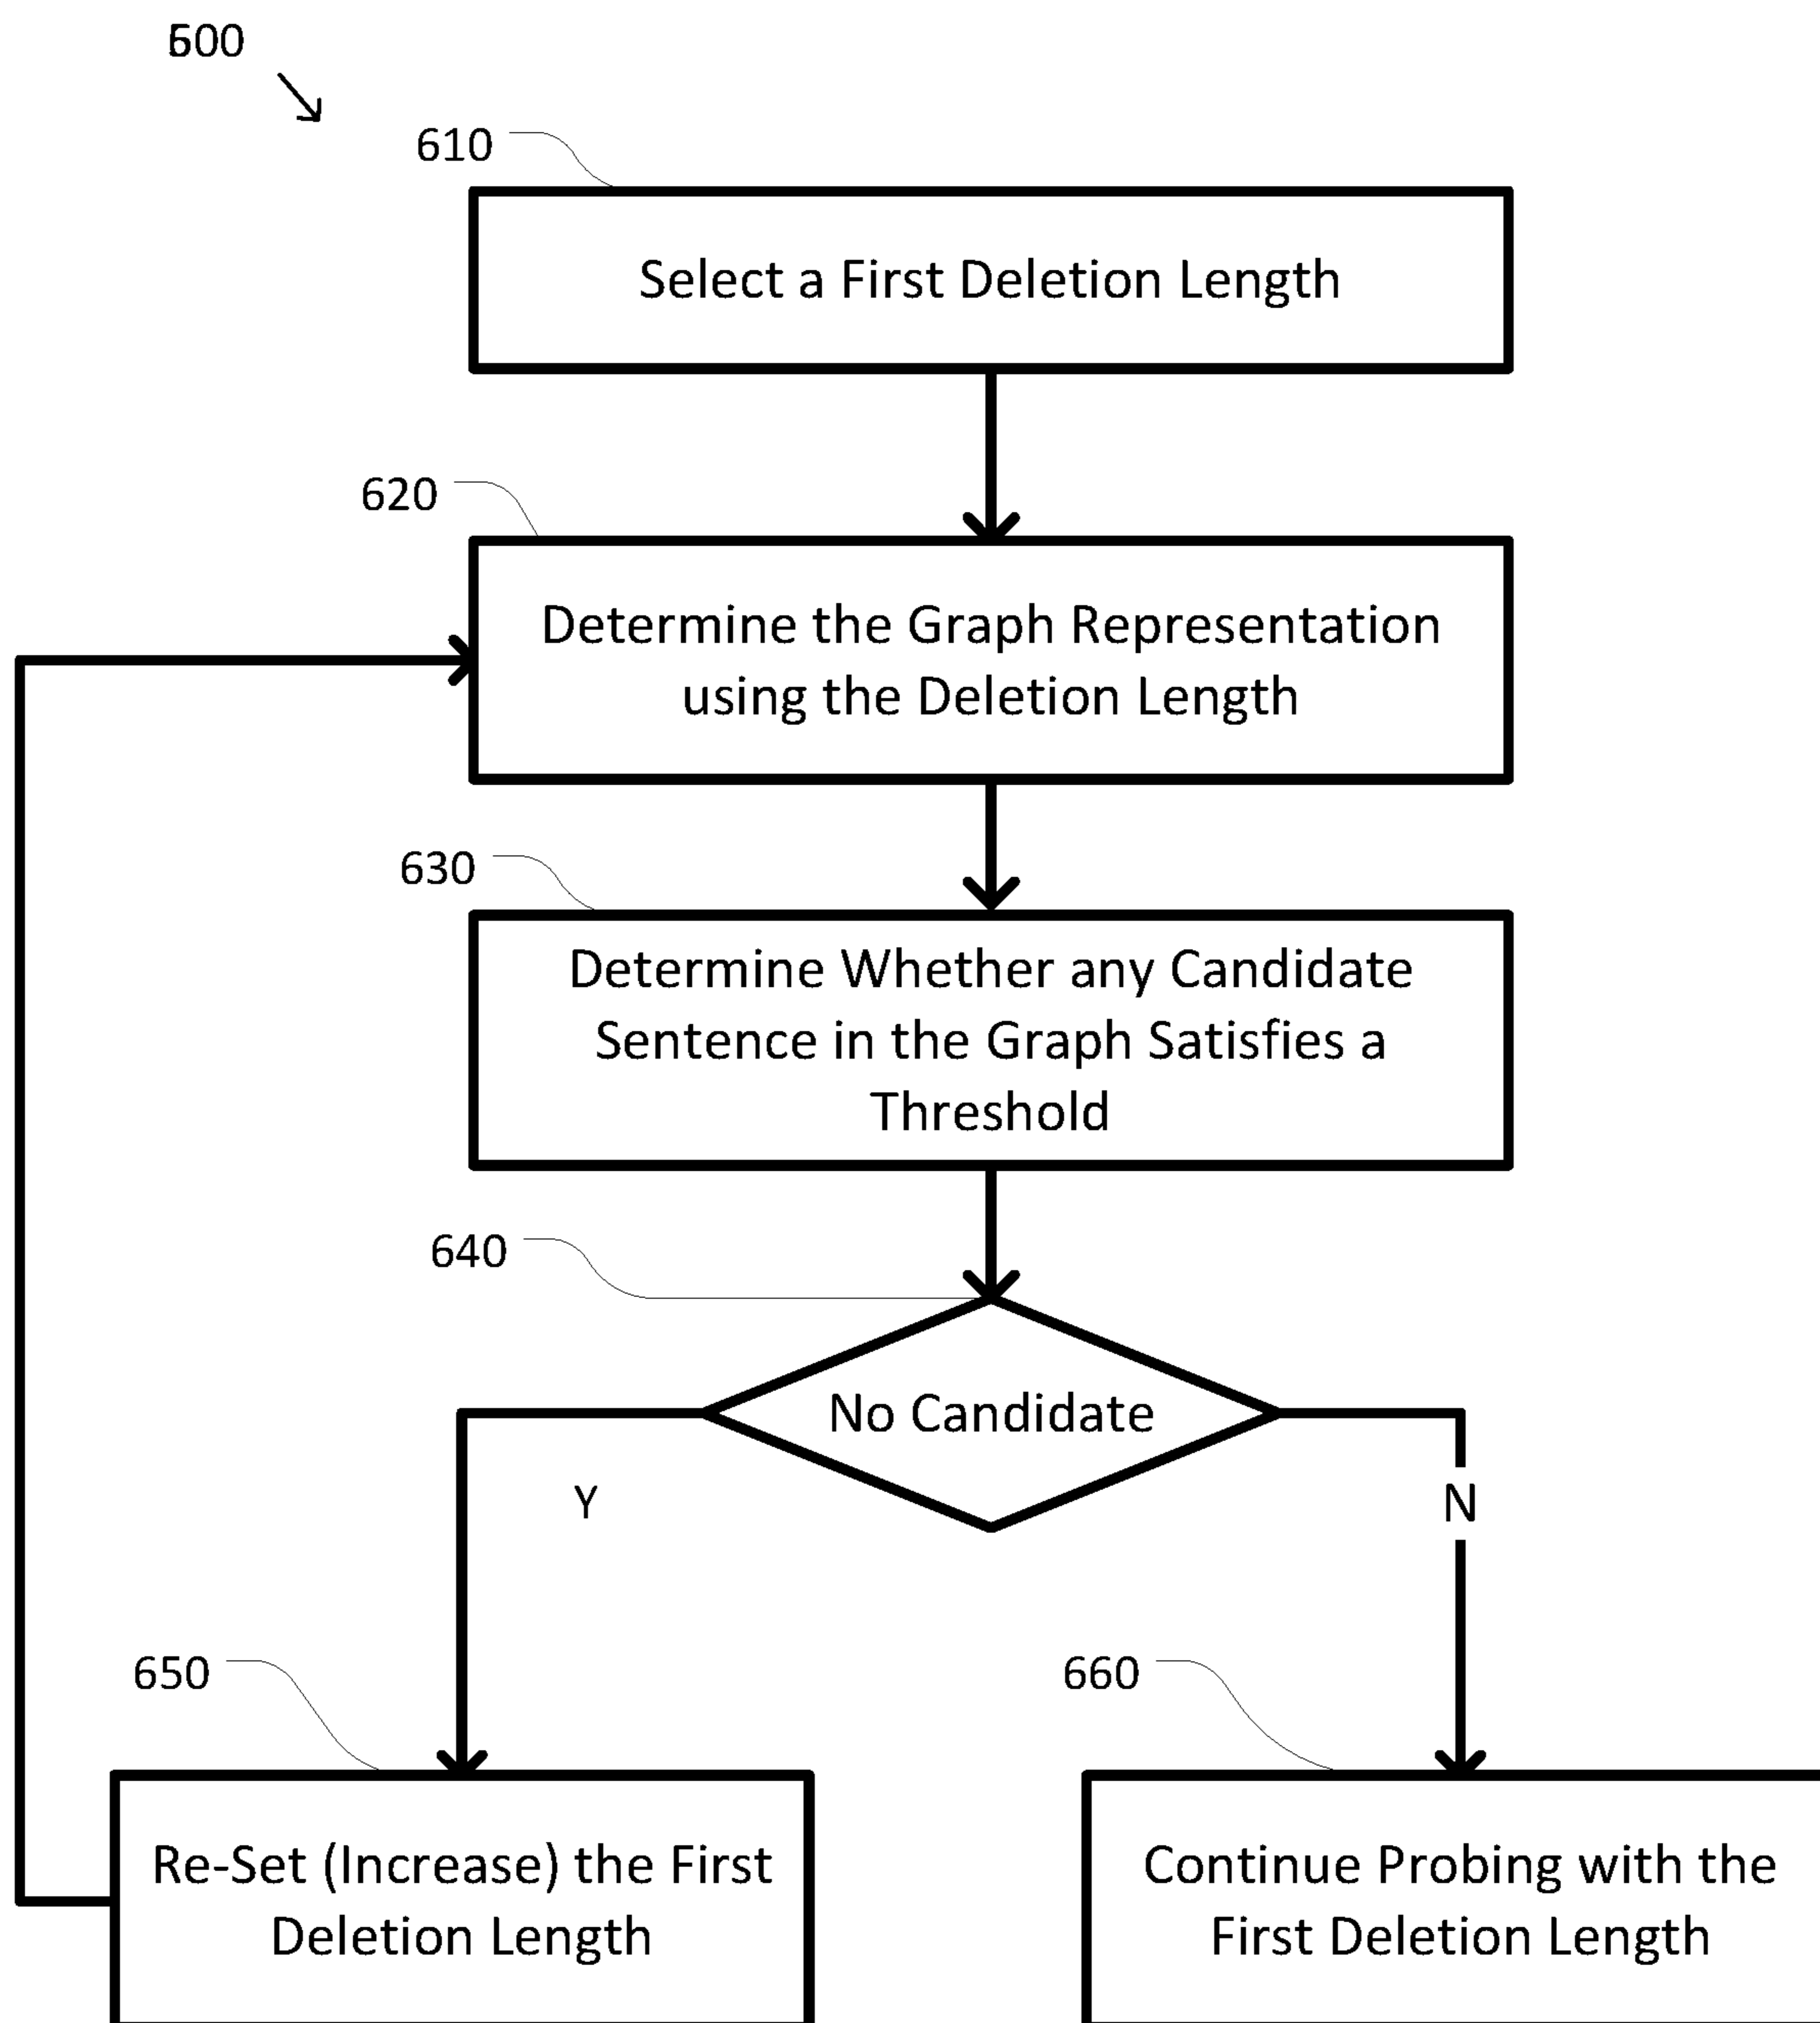 600
610
Select a First Deletion Length
620
Determine the Graph Representation
using the Deletion Length
630
Determine Whether any Candidate
Sentence in the Graph Satisfies a
Threshold
640
No Candidate
Y
N
650
660
Re-Set (Increase) the First
Deletion Length
Continue Probing with the
First Deletion Length